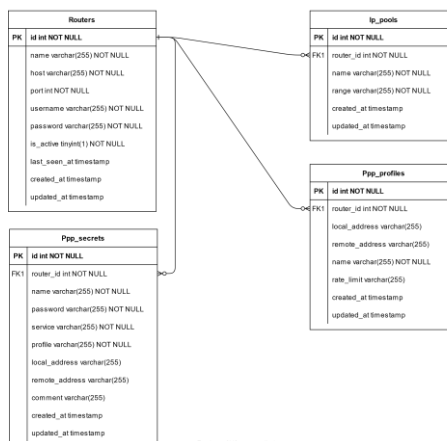 Routers
PK id int NOT NULL
name varchar(255) NOT NULL
host varchar(255) NOT NULL
port int NOT NULL
username varchar(255) NOT NULL
password varchar(255) NOT NULL
is_active tinyint(1) NOT NULL
last_seen_at timestamp
created_at timestamp
updated_at timestamp
Ip_pools
PK id int NOT NULL
FK1 router_id int NOT NULL
name varchar(255) NOT NULL
range varchar(255) NOT NULL
created_at timestamp
updated_at timestamp
Ppp_profiles
PK id int NOT NULL
FK1 router_id int NOT NULL
local_address varchar(255)
remote_address varchar(255)
name varchar(255) NOT NULL
rate_limit varchar(255)
created_at timestamp
updated_at timestamp
Ppp_secrets
PK id int NOT NULL
FK1 router_id int NOT NULL
name varchar(255) NOT NULL
password varchar(255) NOT NULL
service varchar(255) NOT NULL
profile varchar(255) NOT NULL
local_address varchar(255)
remote_address varchar(255)
comment varchar(255)
created_at timestamp
updated_at timestamp